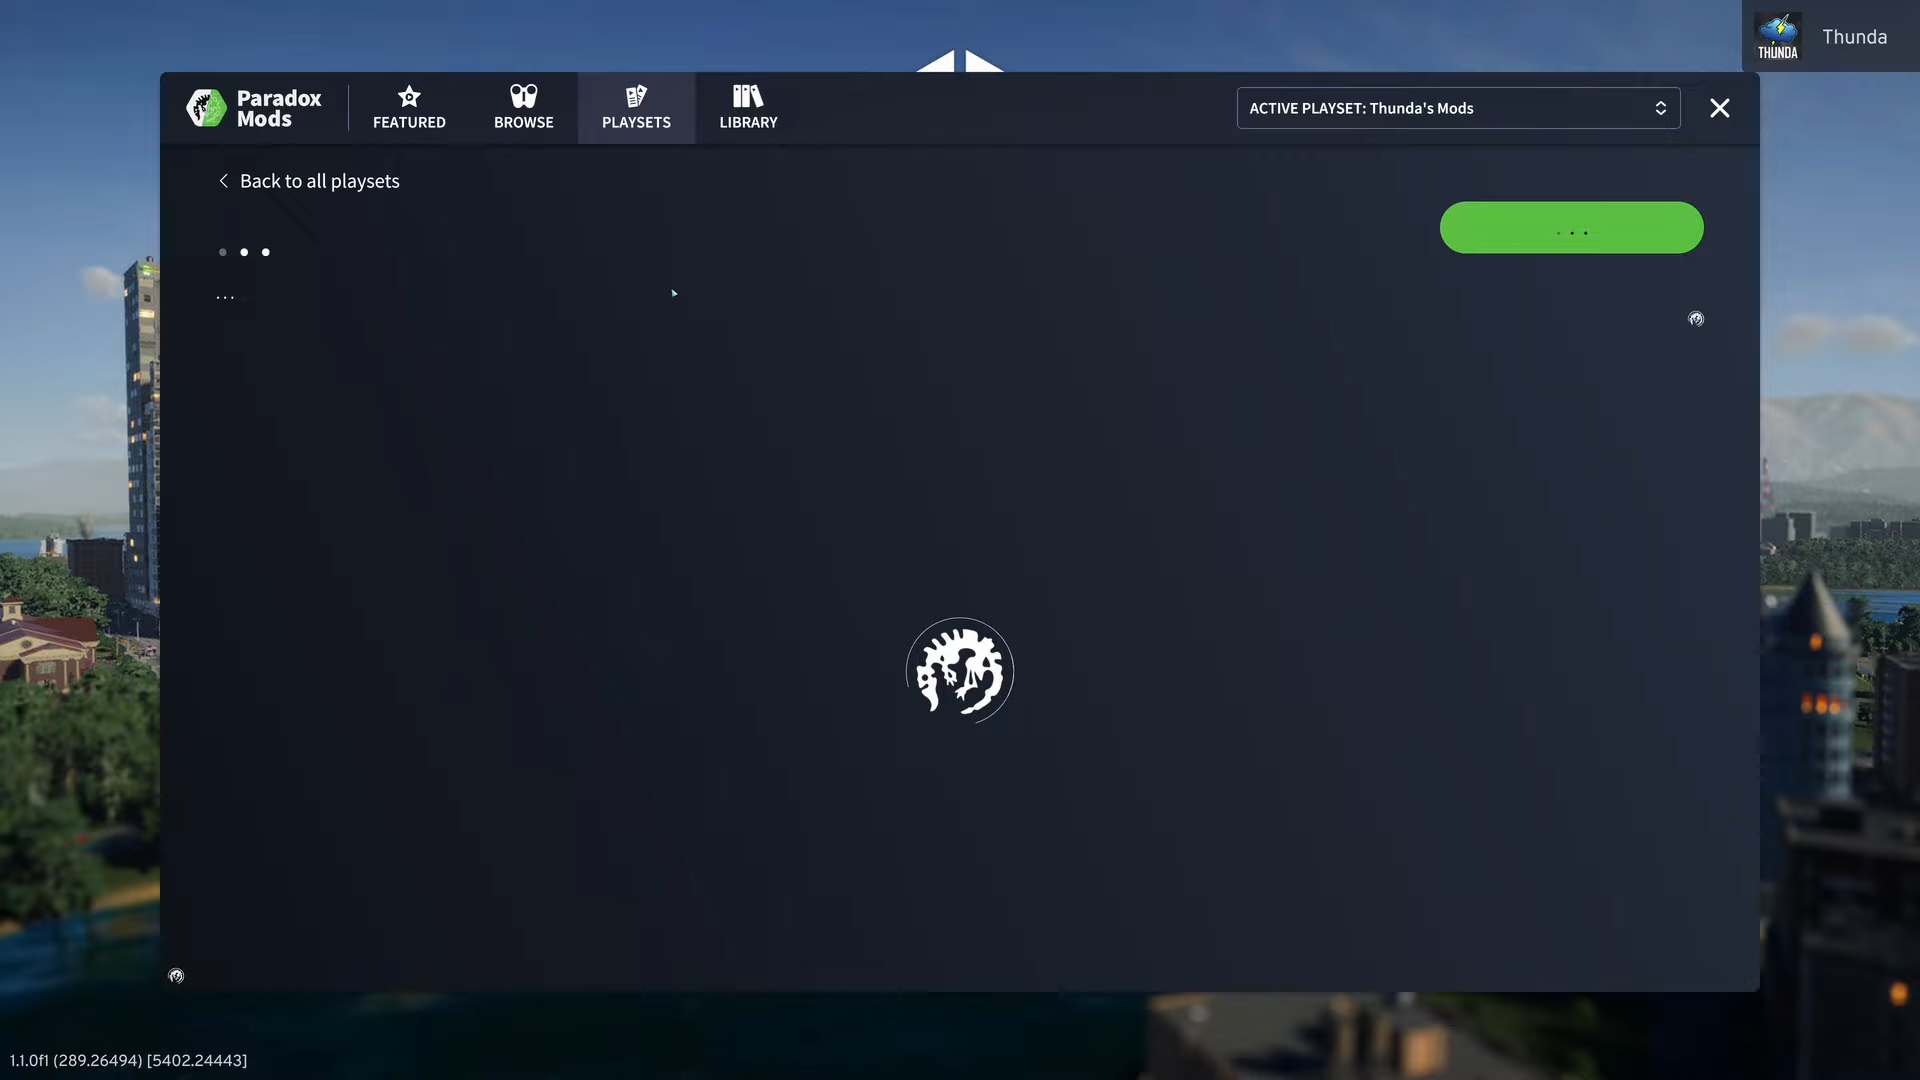 THUNDA
Thunda
Paradox
Mods
FEATURED
BROWSE
PLAYSETS
LIBRARY
ACTIVE PLAYSET: Thunda's Mods
Back to all playsets
...
...
...
1.1.0f1 (289.26494) [5402.24443]